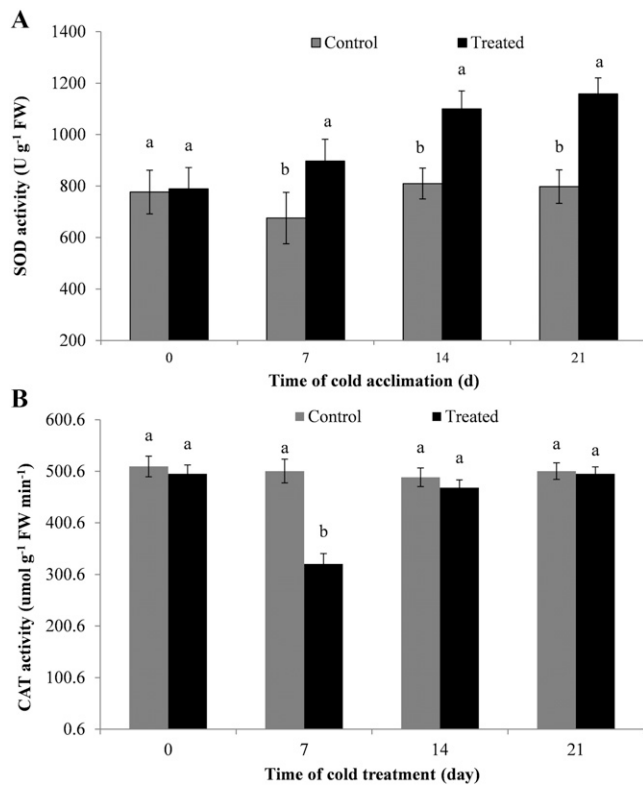 A
1400
Control
Treated
a
a
1200
a
1000
a
a
b
b
b
800
600
400
200
SOD activity (U g⁻¹ FW)
0
7
14
21
Time of cold acclimation (d)
B
600.6
Control
Treated
a
a
a
a
a
a
a
500.6
400.6
b
300.6
200.6
100.6
0.6
CAT activity (umol g⁻¹ FW min⁻¹)
0
7
14
21
Time of cold treatment (day)